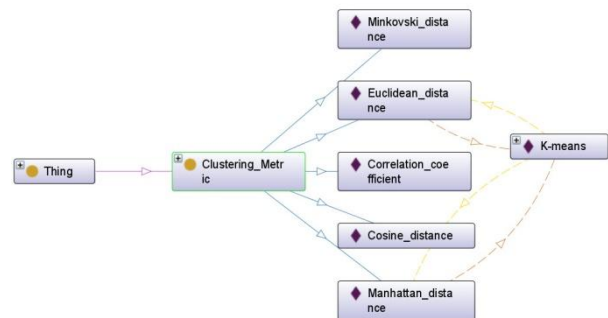 Minkovski_dista
nce
Euclidean_dista
nce
K-means
Thing
Clustering_Metr
ic
Correlation_coe
fficient
Cosine_distance
Manhattan_dista
nce